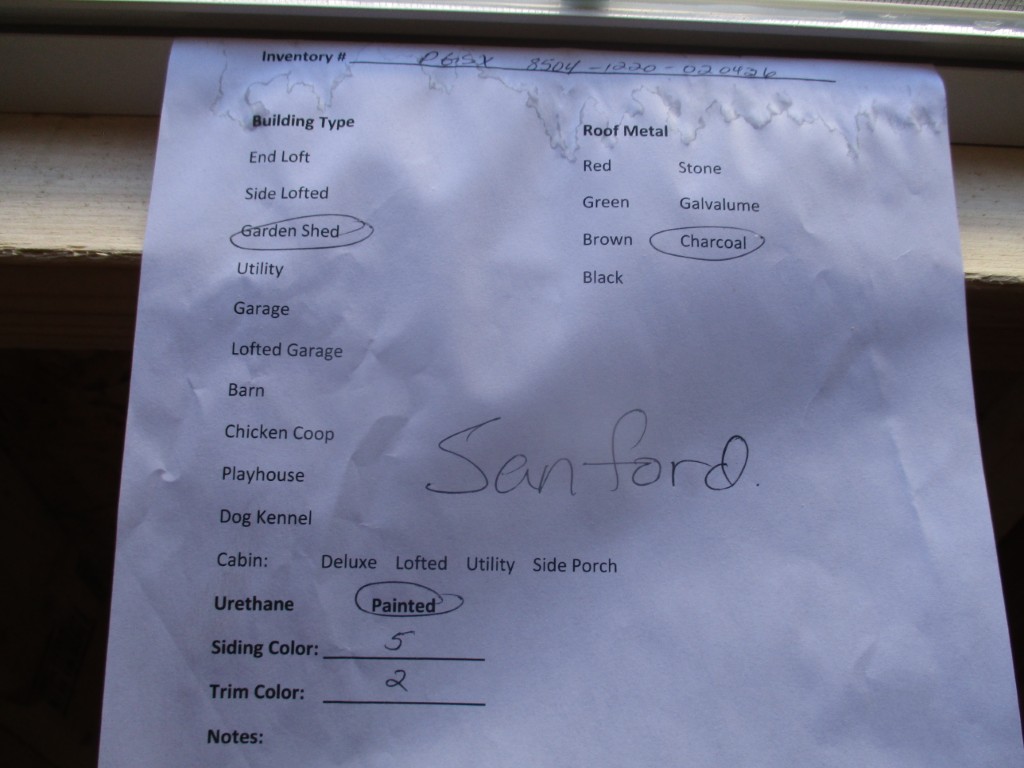 Inventory # PGISX 8504-1220-020426
Building Type
Roof Metal
End Loft
Red Stone
Side Lofted
Green Galvalume
Garden Shed
Brown Charcoal
Utility
Black
Garage
Lofted Garage
Barn
Chicken Coop
Sanford.
Playhouse
Dog Kennel
Cabin: Deluxe Lofted Utility Side Porch
Urethane Painted
Siding Color: 5
Trim Color: 2
Notes: